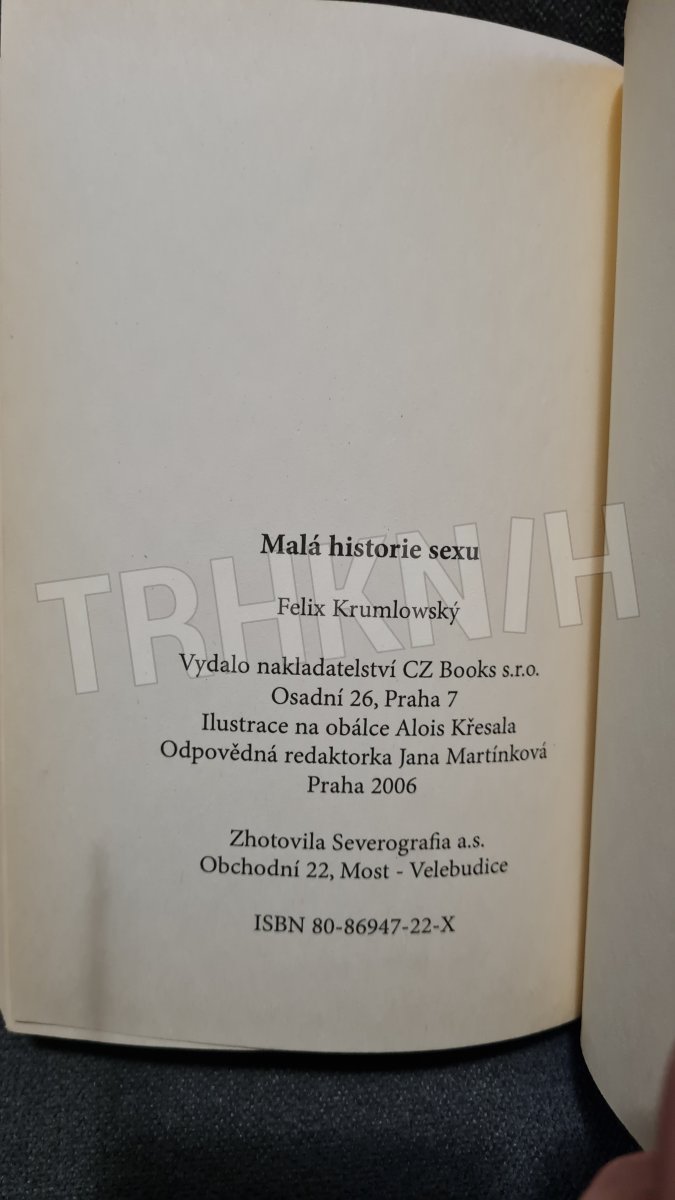 Malá historie sexu
Felix Krumlowský
Vydalo nakladatelství CZ Books s.r.o.
Osadní 26, Praha 7
Ilustrace na obálce Alois Křesala
Odpovědná redaktorka Jana Martínková
Praha 2006
Zhotovila Severografia a.s.
Obchodní 22, Most - Velebudice
ISBN 80-86947-22-X
TRHKNIH